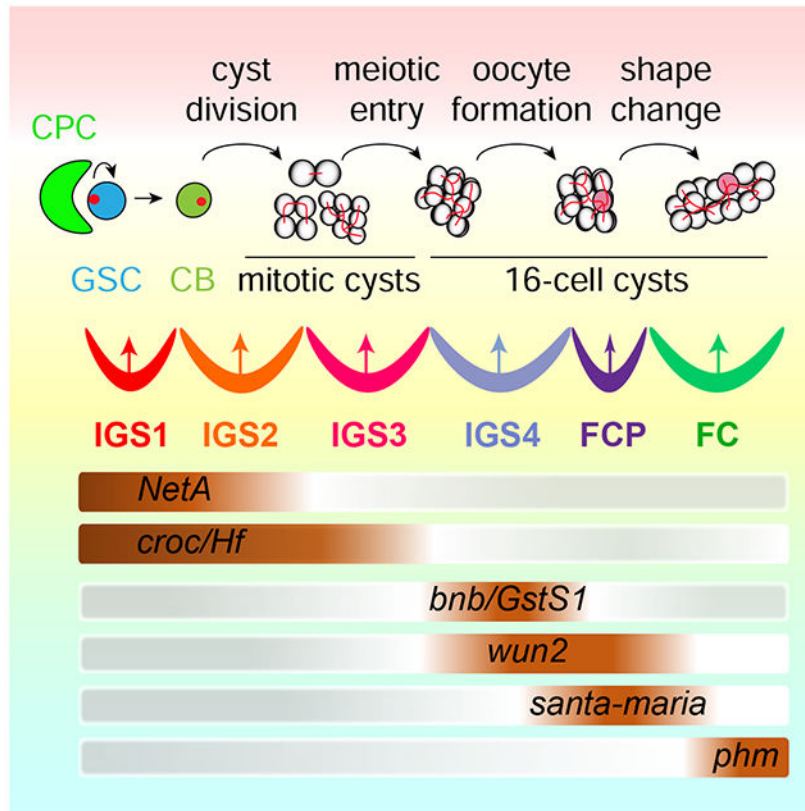 cyst division
meiotic entry
oocyte formation
shape change
CPC
GSC
CB
mitotic cysts
16-cell cysts
IGS1
IGS2
IGS3
IGS4
FCP
FC
NetA
croc/Hf
bnb/GstS1
wun2
santa-maria
phm